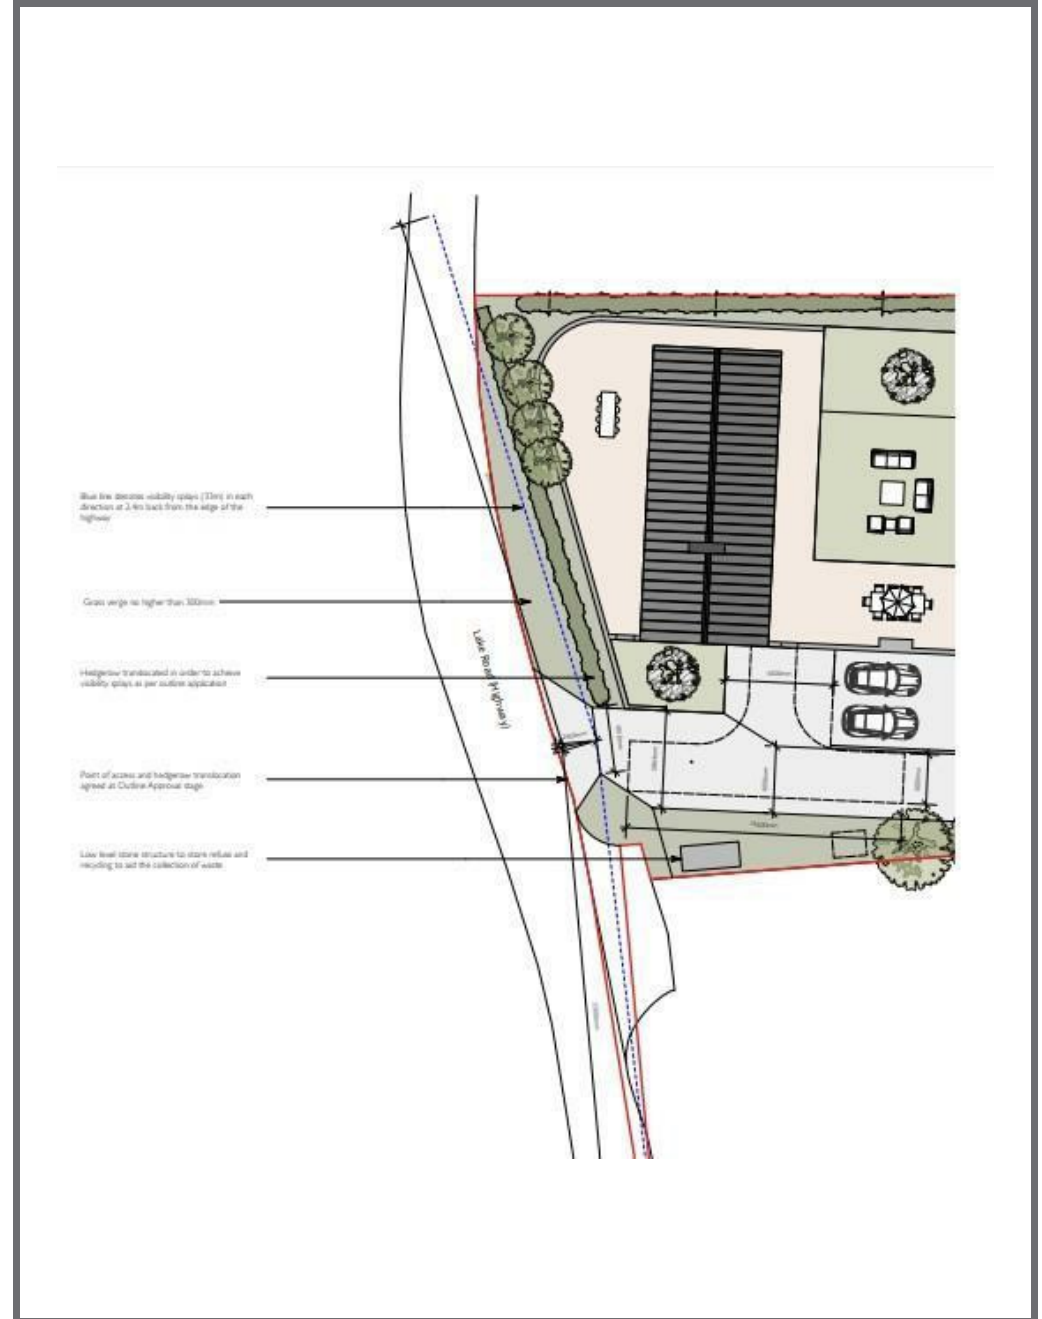 Blue line denotes visibility splays (33m) in each
direction at 2.4m back from the edge of the
highway
Grass verge no higher than 300mm
Lake Road (Highway)
Hedgerow translocated in order to achieve
visibility splays as per outline application
Point of access and hedgerow translocation
agreed at Outline Approval stage
Low level stone structure to store refuse and
recycling to aid the collection of waste